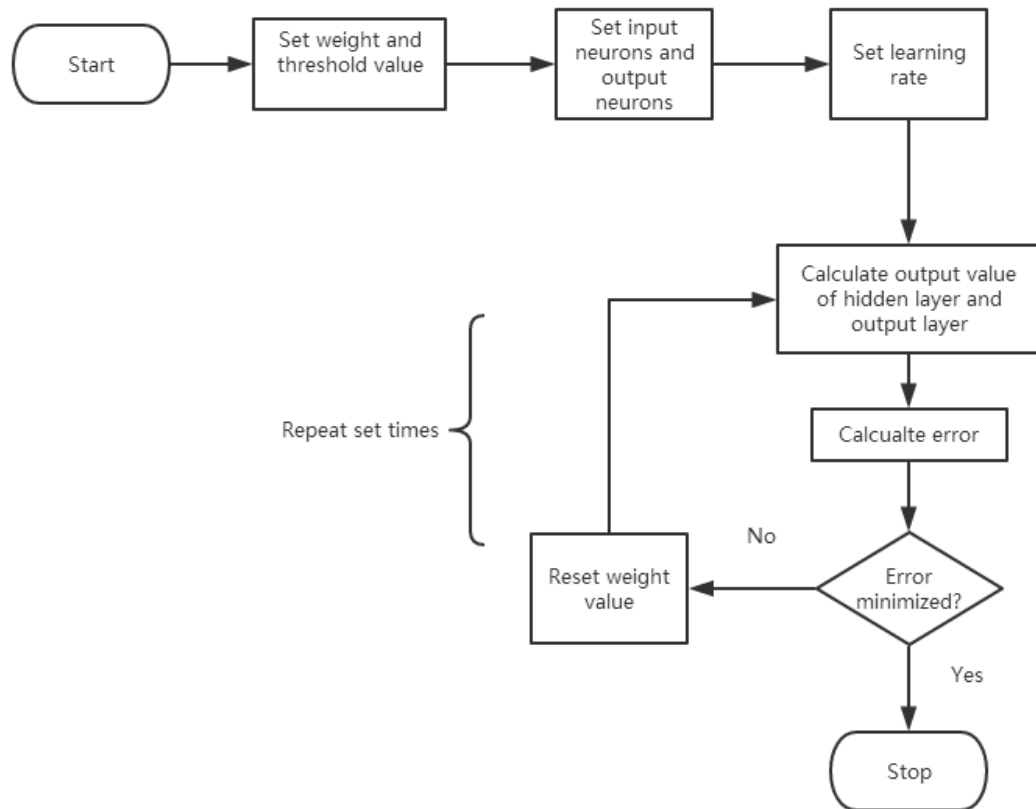 Start
Set weight and
threshold value
Set input
neurons and
output
neurons
Set learning
rate
Calculate output value
of hidden layer and
output layer
Repeat set times
Calcualte error
No
Reset weight
value
Error
minimized?
Yes
Stop